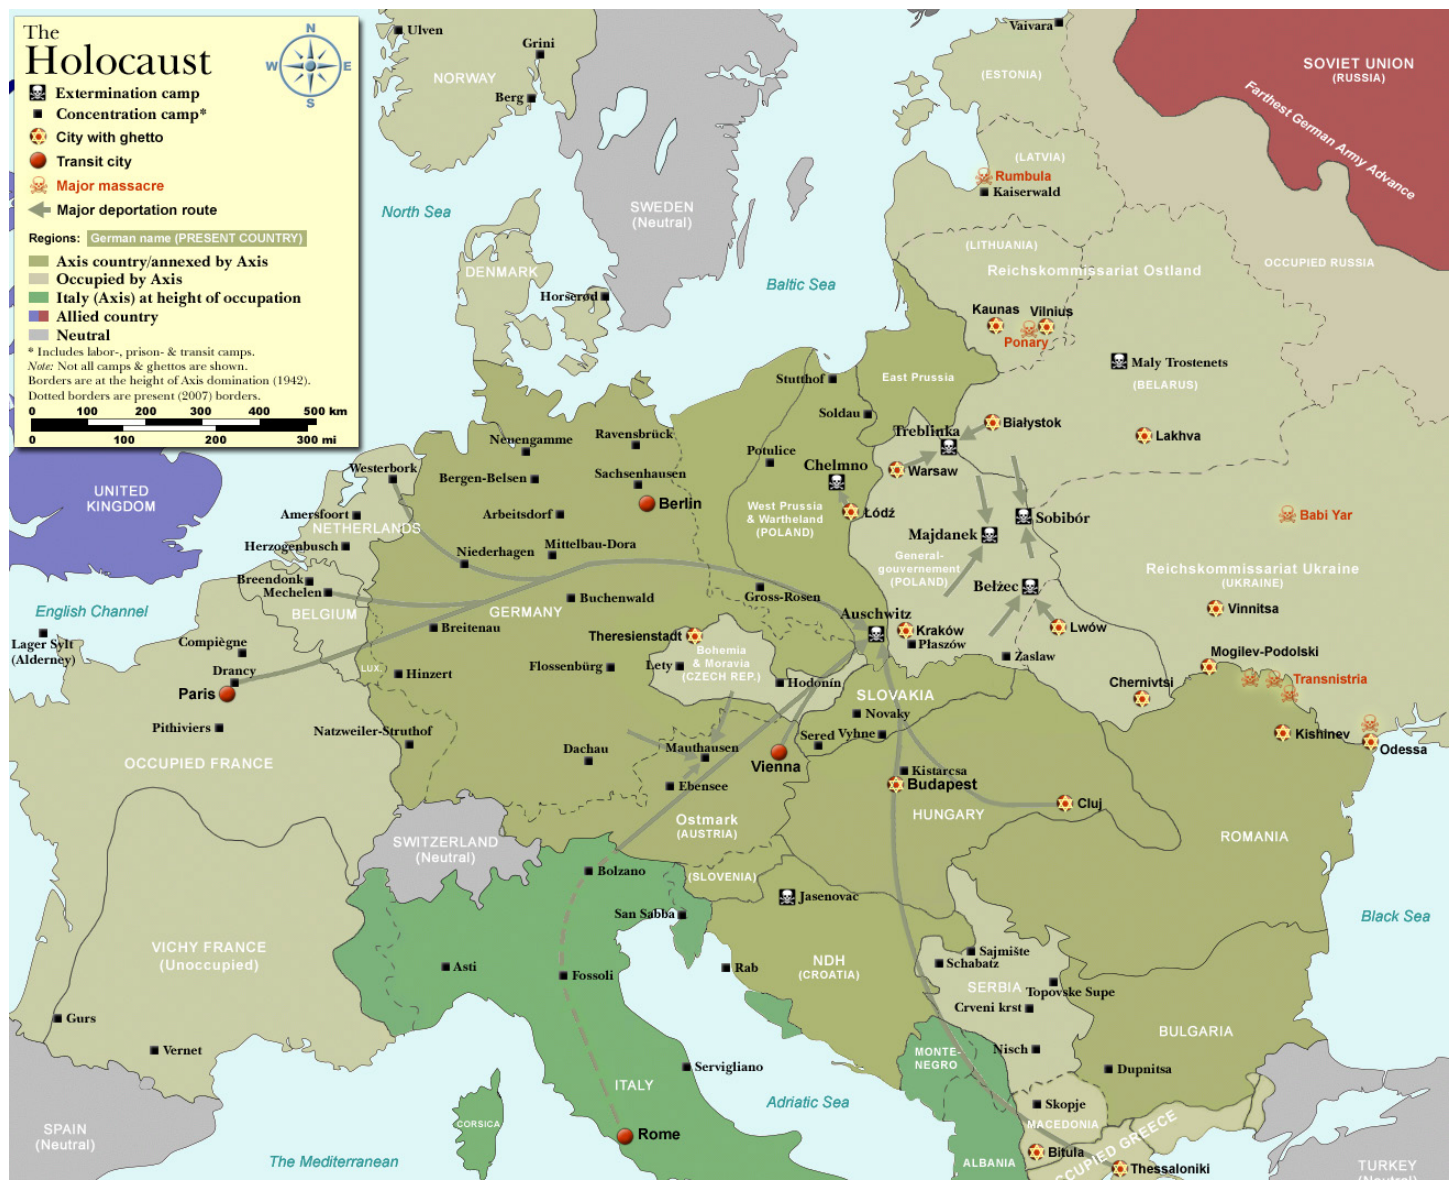 The
Holocaust
N
W
E
S
Extermination camp
Concentration camp*
City with ghetto
Transit city
Major massacre
Major deportation route
Regions: German name (PRESENT COUNTRY)
Axis country/annexed by Axis
Occupied by Axis
Italy (Axis) at height of occupation
Allied country
Neutral
* Includes labor-, prison- & transit camps.
Note: Not all camps & ghettos are shown.
Borders are at the height of Axis domination (1942).
Dotted borders are present (2007) borders.
0 100 200 300 400 500 km
0 100 200 300 mi
Ulven
Grini
NORWAY
Berg
Vaivara
(ESTONIA)
SOVIET UNION
(RUSSIA)
Farthest German Army Advance
(LATVIA)
Rumbula
Kaiserwald
North Sea
SWEDEN
(Neutral)
(LITHUANIA)
Reichskommissariat Ostland
OCCUPIED RUSSIA
DENMARK
Horserød
Baltic Sea
Kaunas
Vilnius
Ponary
Maly Trostenets
(BELARUS)
East Prussia
Stutthof
Soldau
Treblinka
Białystok
Lakhva
Neuengamme
Ravensbrück
Potulice
Chelmno
Warsaw
Westerbork
Bergen-Belsen
Sachsenhausen
Berlin
UNITED
KINGDOM
Amersfoort
NETHERLANDS
Arbeitsdorf
West Prussia
& Wartheland
(POLAND)
Łódź
Sobibór
Babi Yar
Majdanek
Herzogenbusch
Niederhagen
Mittelbau-Dora
General-
gouvernement
(POLAND)
Reichskommissariat Ukraine
(UKRAINE)
Breendonk
Mechelen
BELGIUM
GERMANY
Buchenwald
Gross-Rosen
Bełżec
English Channel
Auschwitz
Vinnitsa
Lager Sylt
(Alderney)
Compiègne
Breitenau
Theresienstadt
Kraków
Płaszów
Lwów
Bohemia
& Moravia
(CZECH REP.)
Zaslaw
Mogilev-Podolski
Drancy
LUX.
Hinzert
Flossenbürg
Lety
Hodonín
Chernivtsi
Transnistria
Paris
SLOVAKIA
Novaky
Pithiviers
Natzweiler-Struthof
Sered
Vyhne
Kishinev
Odessa
Dachau
Mauthausen
Vienna
OCCUPIED FRANCE
Ebensee
Kistarcsa
Budapest
Cluj
HUNGARY
Ostmark
(AUSTRIA)
ROMANIA
SWITZERLAND
(Neutral)
Bolzano
(SLOVENIA)
Jasenovac
San Sabba
Black Sea
VICHY FRANCE
(Unoccupied)
Asti
Fossoli
Rab
NDH
(CROATIA)
Sajmište
Schabatz
SERBIA
Topovske Supe
Crveni krst
Gurs
Vernet
BULGARIA
Nisch
MONTE-
NEGRO
Servigliano
Dupnitsa
ITALY
Adriatic Sea
Skopje
MACEDONIA
SPAIN
(Neutral)
CORSICA
Rome
The Mediterranean
ALBANIA
Bitula
OCCUPIED GREECE
Thessaloniki
TURKEY
(Neutral)